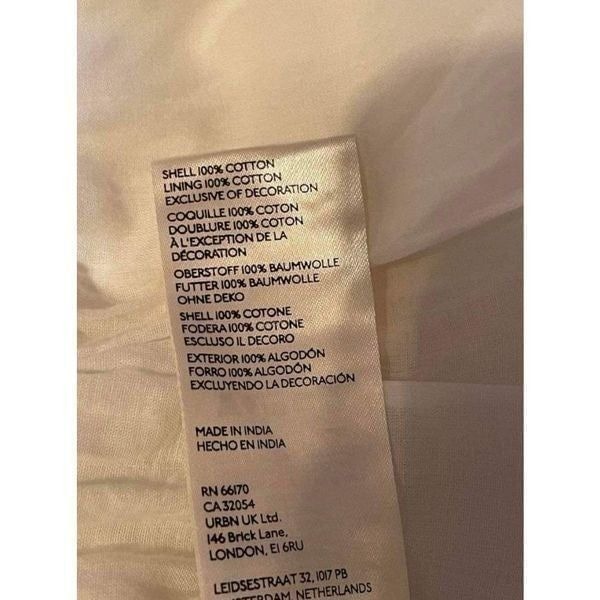 SHELL 100% COTTON
LINING 100% COTTON
EXCLUSIVE OF DECORATION
COQUILLE 100% COTON
DOUBLURE 100% COTON
À L'EXCEPTION DE LA
DÉCORATION
OBERSTOFF 100% BAUMWOLLE
FUTTER 100% BAUMWOLLE
OHNE DEKO
SHELL 100% COTONE
FODERA 100% COTONE
ESCLUSO IL DECORO
EXTERIOR 100% ALGODÓN
FORRO 100% ALGODÓN
EXCLUYENDO LA DECORACIÓN
MADE IN INDIA
HECHO EN INDIA
RN 66170
CA 32054
URBN UK Ltd.
146 Brick Lane,
LONDON, E1 6RU
LEIDSESTRAAT 32, 1017 PB
AMSTERDAM, NETHERLANDS